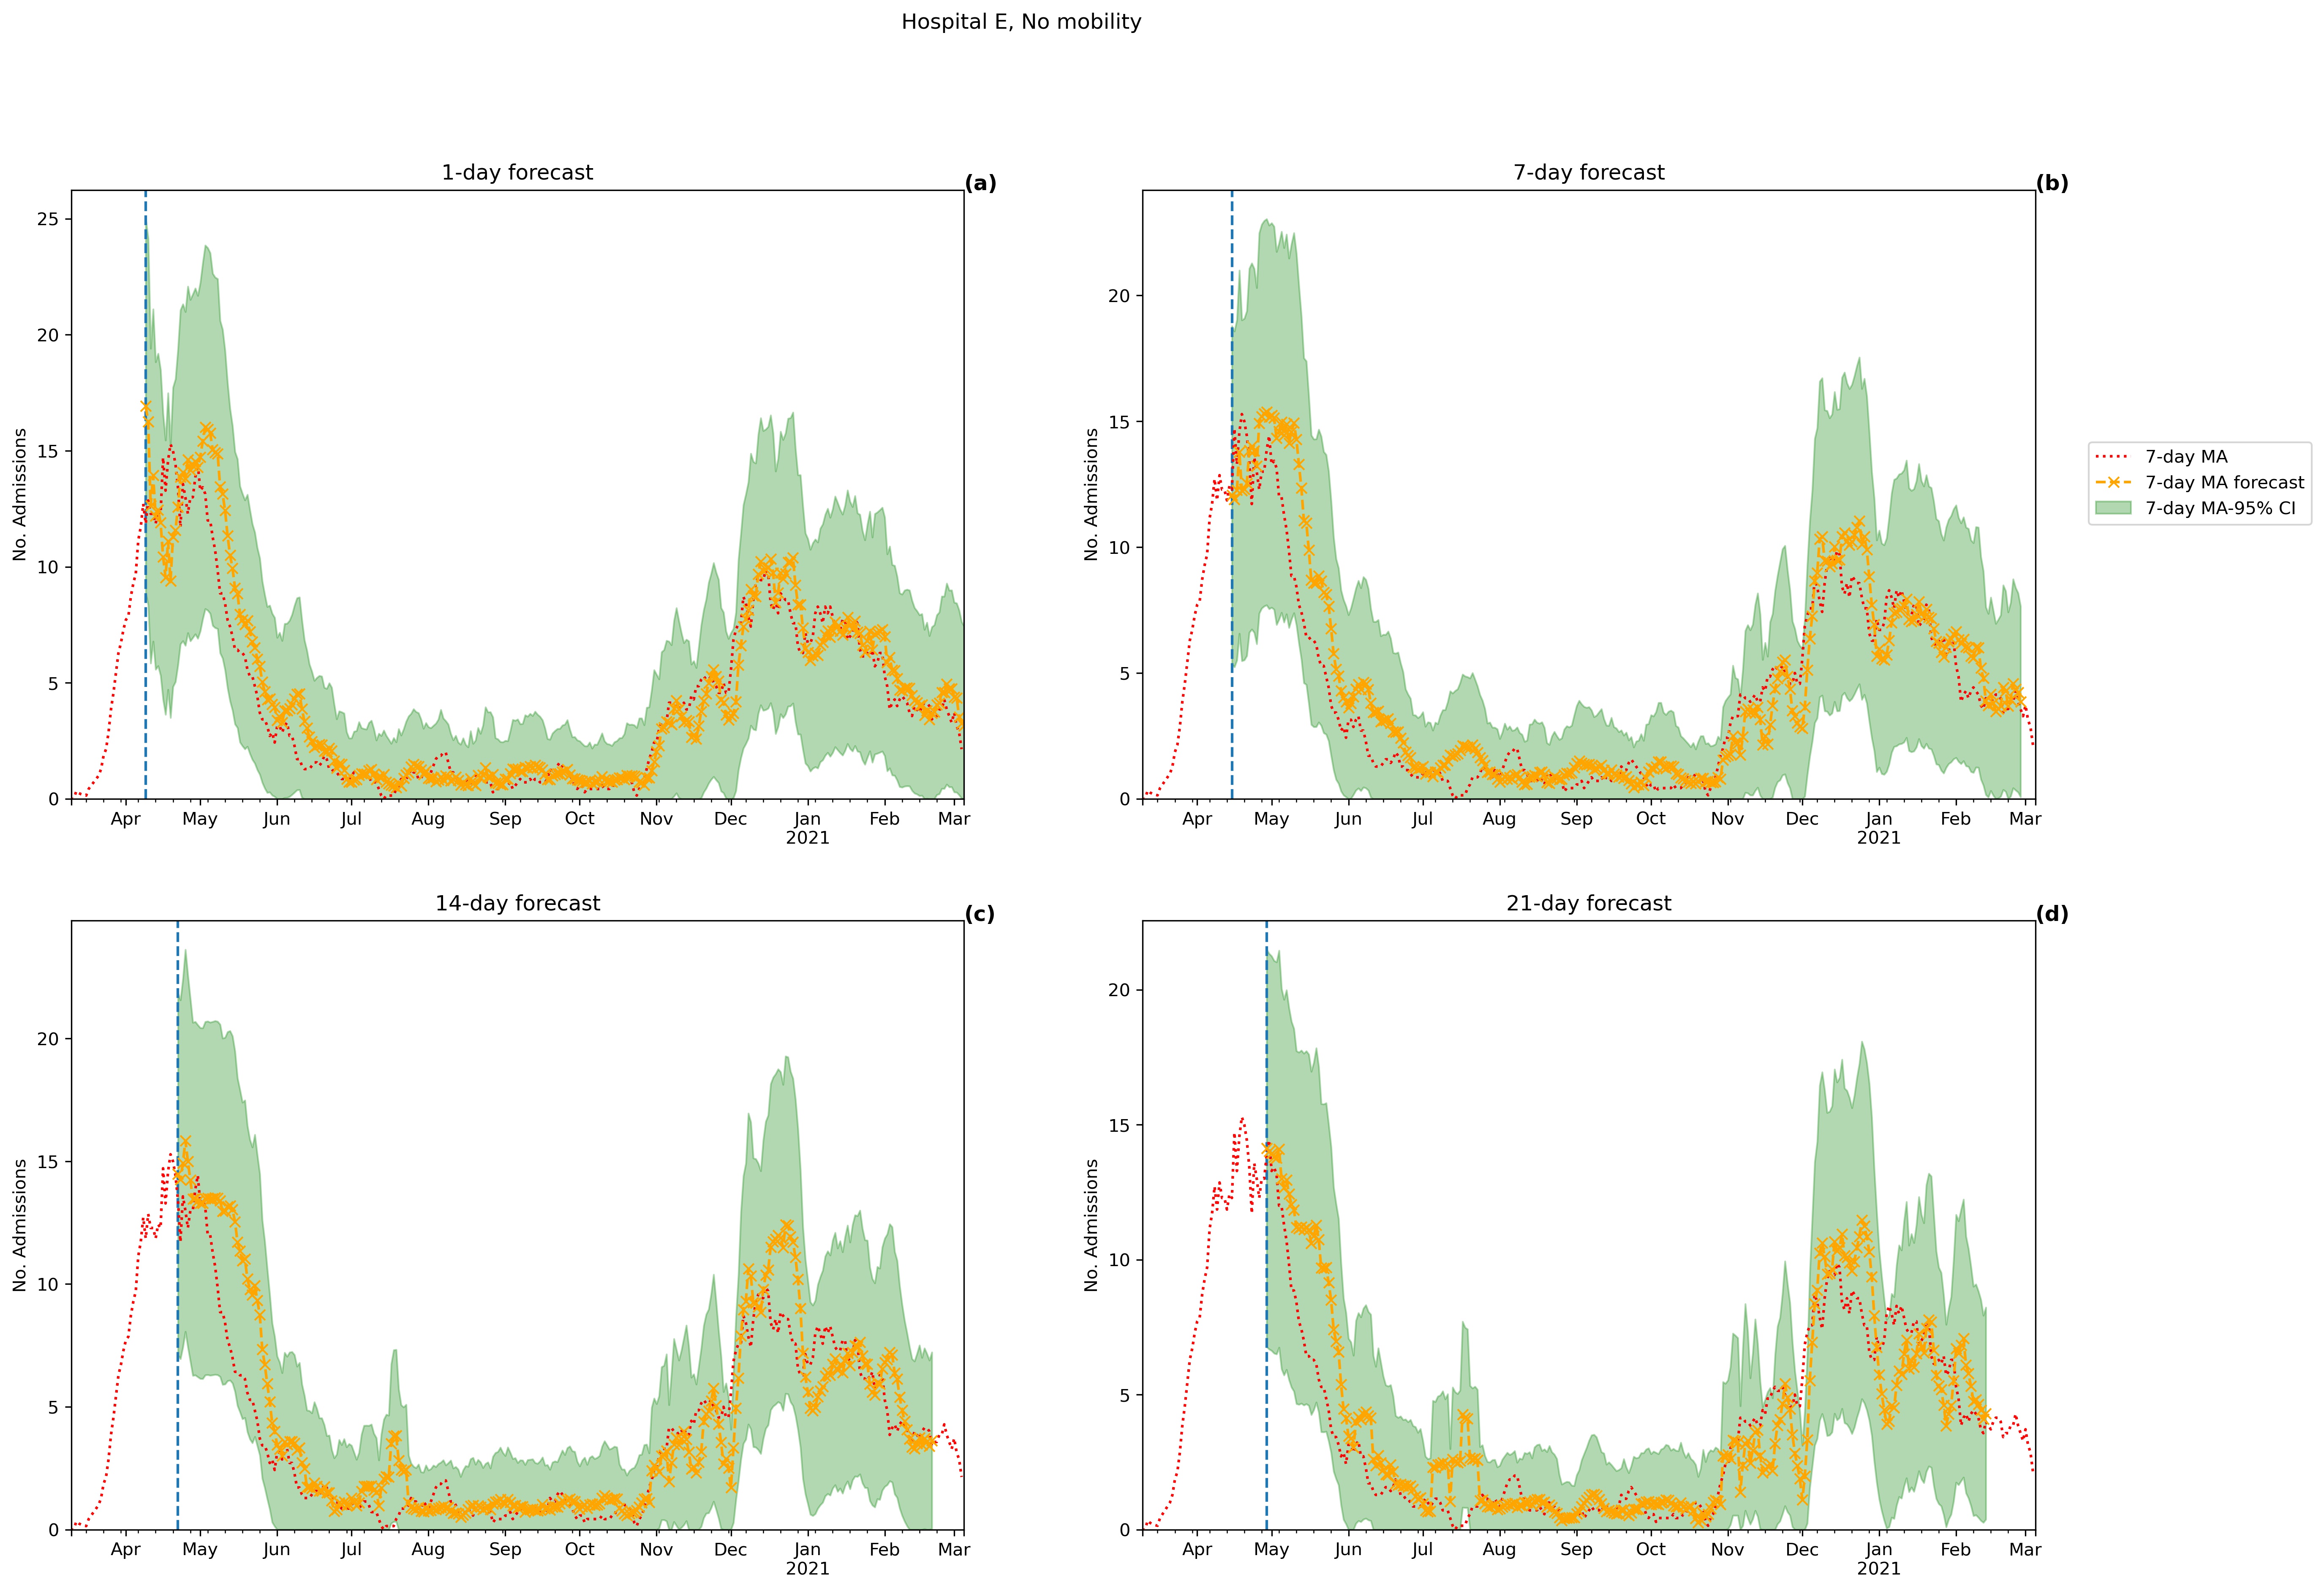 Hospital E, No mobility
1-day forecast
(a)
No. Admissions
25
20
15
10
5
0
Apr May Jun Jul Aug Sep Oct Nov Dec Jan Feb Mar
2021
7-day forecast
(b)
No. Admissions
20
15
10
5
0
Apr May Jun Jul Aug Sep Oct Nov Dec Jan Feb Mar
2021
7-day MA
7-day MA forecast
7-day MA-95% CI
14-day forecast
(c)
No. Admissions
20
15
10
5
0
Apr May Jun Jul Aug Sep Oct Nov Dec Jan Feb Mar
2021
21-day forecast
(d)
No. Admissions
20
15
10
5
0
Apr May Jun Jul Aug Sep Oct Nov Dec Jan Feb Mar
2021